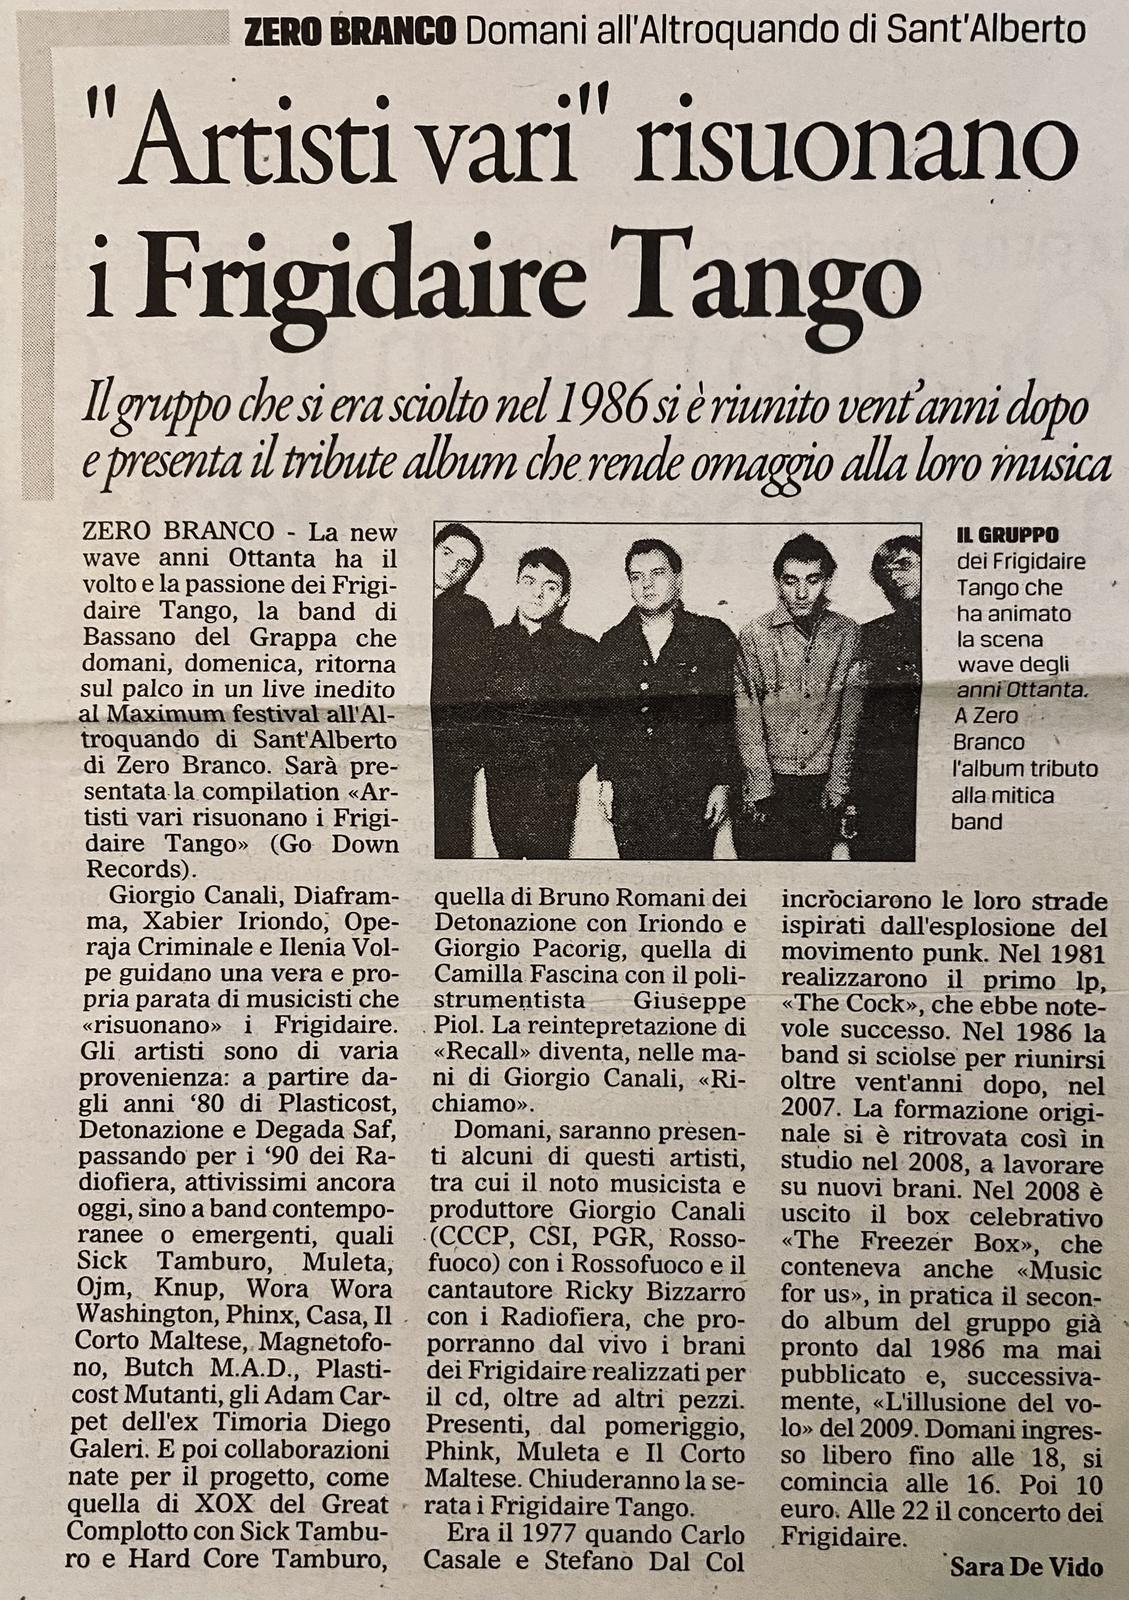 ZERO BRANCO Domani all'Altroquando di Sant'Alberto
"Artisti vari" risuonano
i Frigidaire Tango
Il gruppo che si era sciolto nel 1986 si è riunito vent'anni dopo
e presenta il tribute album che rende omaggio alla loro musica
ZERO BRANCO - La new
wave anni Ottanta ha il
volto e la passione dei Frigi-
daire Tango, la band di
Bassano del Grappa che
domani, domenica, ritorna
sul palco in un live inedito
al Maximum festival all'Al-
troquando di Sant'Alberto
di Zero Branco. Sarà pre-
sentata la compilation «Ar-
tisti vari risuonano i Frigi-
daire Tango» (Go Down
Records).
Giorgio Canali, Diafram-
ma, Xabier Iriondo, Ope-
raja Criminale e Ilenia Vol-
pe guidano una vera e pro-
pria parata di musicisti che
«risuonano» i Frigidaire.
Gli artisti sono di varia
provenienza: a partire da-
gli anni ‘80 di Plasticost,
Detonazione e Degada Saf,
passando per i ‘90 dei Ra-
diofiera, attivissimi ancora
oggi, sino a band contempo-
ranee o emergenti, quali
Sick Tamburo, Muleta,
Ojm, Knup, Wora Wora
Washington, Phinx, Casa, Il
Corto Maltese, Magnetofo-
no, Butch M.A.D., Plasti-
cost Mutanti, gli Adam Car-
pet dell'ex Timoria Diego
Galeri. E poi collaborazioni
nate per il progetto, come
quella di XOX del Great
Complotto con Sick Tambu-
ro e Hard Core Tamburo,
IL GRUPPO
dei Frigidaire
Tango che
ha animato
la scena
wave degli
anni Ottanta.
A Zero
Branco
l'album tributo
alla mitica
band
quella di Bruno Romani dei
Detonazione con Iriondo e
Giorgio Pacorig, quella di
Camilla Fascina con il poli-
strumentista Giuseppe
Piol. La reintepretazione di
«Recall» diventa, nelle ma-
ni di Giorgio Canali, «Ri-
chiamo».
Domani, saranno presen-
ti alcuni di questi artisti,
tra cui il noto musicista e
produttore Giorgio Canali
(CCCP, CSI, PGR, Rosso-
fuoco) con i Rossofuoco e il
cantautore Ricky Bizzarro
con i Radiofiera, che pro-
porranno dal vivo i brani
dei Frigidaire realizzati per
il cd, oltre ad altri pezzi.
Presenti, dal pomeriggio,
Phink, Muleta e Il Corto
Maltese. Chiuderanno la se-
rata i Frigidaire Tango.
Era il 1977 quando Carlo
Casale e Stefano Dal Col
incrociarono le loro strade
ispirati dall'esplosione del
movimento punk. Nel 1981
realizzarono il primo lp,
«The Cock», che ebbe note-
vole successo. Nel 1986 la
band si sciolse per riunirsi
oltre vent'anni dopo, nel
2007. La formazione origi-
nale si è ritrovata così in
studio nel 2008, a lavorare
su nuovi brani. Nel 2008 è
uscito il box celebrativo
«The Freezer Box», che
conteneva anche «Music
for us», in pratica il secon-
do album del gruppo già
pronto dal 1986 ma mai
pubblicato e, successiva-
mente, «L'illusione del vo-
lo» del 2009. Domani ingres-
so libero fino alle 18, si
comincia alle 16. Poi 10
euro. Alle 22 il concerto dei
Frigidaire.
Sara De Vido